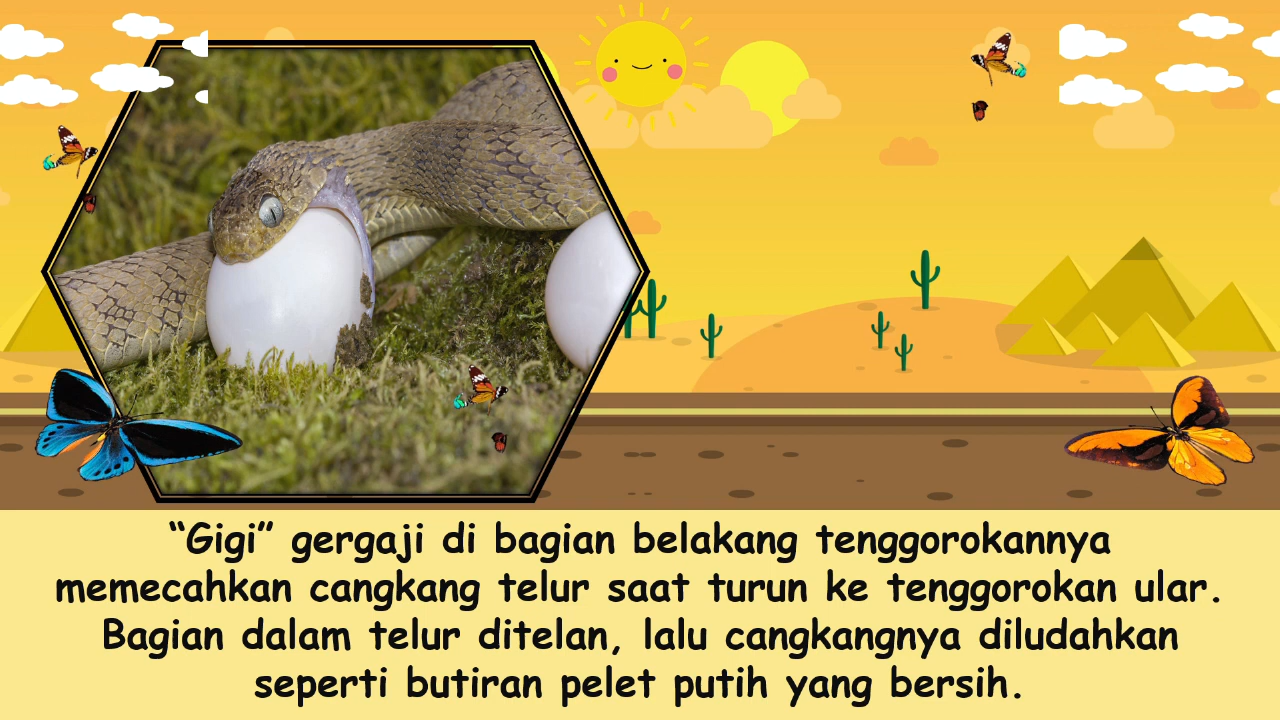 “Gigi” gergaji di bagian belakang tenggorokannya
memecahkan cangkang telur saat turun ke tenggorokan ular.
Bagian dalam telur ditelan, lalu cangkangnya diludahkan
seperti butiran pelet putih yang bersih.